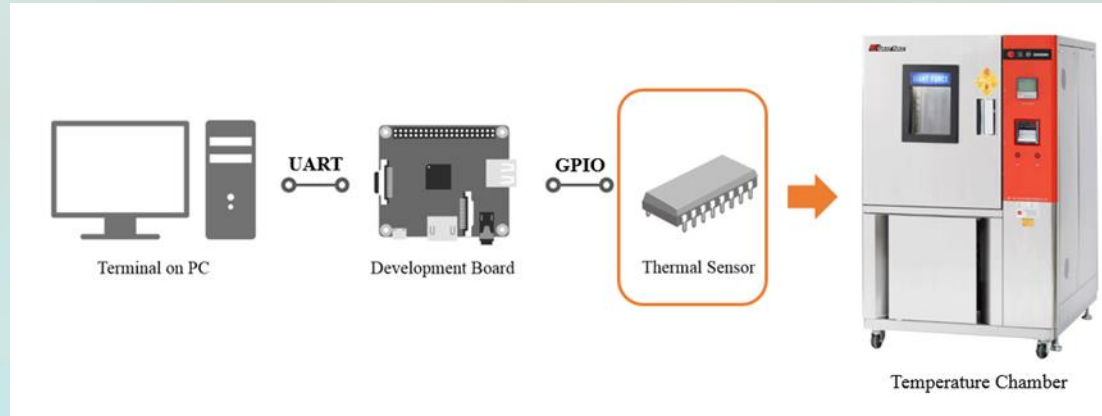 UART
GPIO
Terminal on PC
Development Board
Thermal Sensor
Temperature Chamber